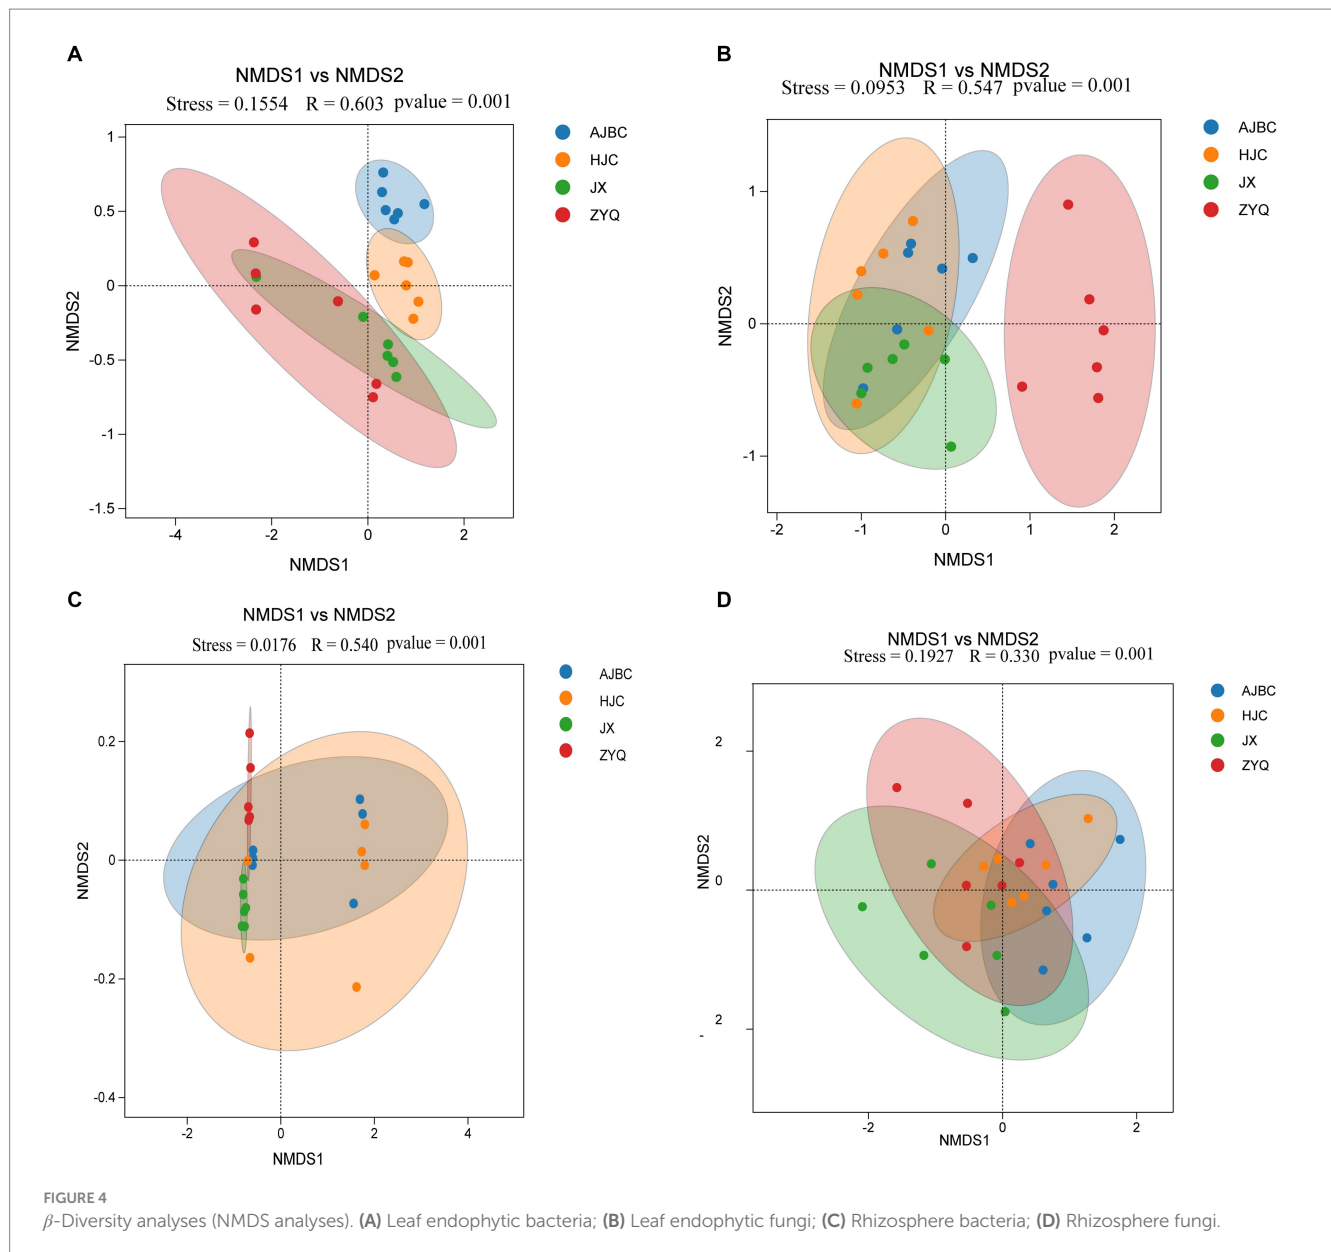 A
NMDS1 vs NMDS2
Stress = 0.1554 R = 0.603 pvalue = 0.001
1
0.5
0
-0.5
-1
-1.5
NMDS2
-4
-2
0
2
NMDS1
AJBC
HJC
JX
ZYQ
B
NMDS1 vs NMDS2
Stress = 0.0953 R = 0.547 pvalue = 0.001
1
0
-1
NMDS2
-2
-1
0
1
2
NMDS1
AJBC
HJC
JX
ZYQ
C
NMDS1 vs NMDS2
Stress = 0.0176 R = 0.540 pvalue = 0.001
0.2
0
-0.2
-0.4
NMDS2
-2
0
2
4
NMDS1
AJBC
HJC
JX
ZYQ
D
NMDS1 vs NMDS2
Stress = 0.1927 R = 0.330 pvalue = 0.001
2
0
2
-
NMDS2
-2
0
2
NMDS1
AJBC
HJC
JX
ZYQ
FIGURE 4
β-Diversity analyses (NMDS analyses). (A) Leaf endophytic bacteria; (B) Leaf endophytic fungi; (C) Rhizosphere bacteria; (D) Rhizosphere fungi.